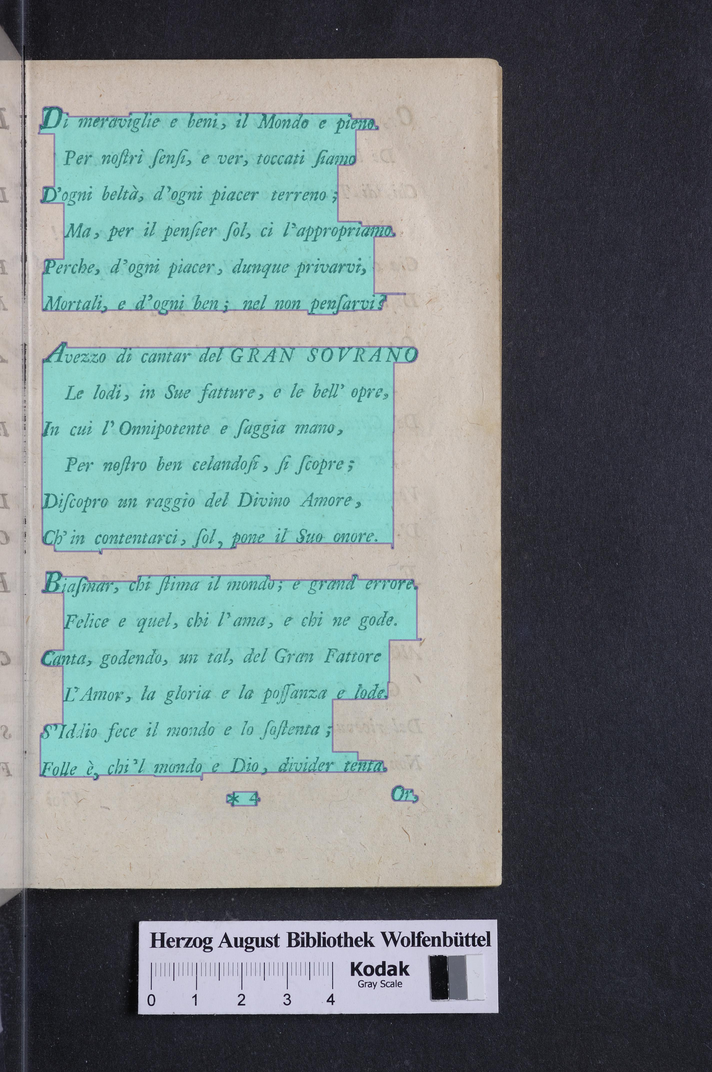 Di meraviglie e beni, il Mondo e pieno.
Per noſtri ſenſi, e ver, toccati ſiamo
D'ogni beltà, d'ogni piacer terreno;
Ma, per il penſier ſol, ci l'appropriamo.
Perche, d'ogni piacer, dunque privarvi,
Mortali, e d'ogni ben; nel non penſarvi?
Avezzo di cantar del GRAN SOVRANO
Le lodi, in Sue fatture, e le bell' opre,
In cui l'Onnipotente e ſaggia mano,
Per noſtro ben celandoſi, ſi ſcopre;
Diſcopro un raggio del Divino Amore,
Ch'in contentarci, ſol, pone il Suo onore.
Biaſmar, chi ſtima il mondo; e grand' errore.
Felice e quel, chi l'ama, e chi ne gode.
Canta, godendo, un tal, del Gran Fattore
L'Amor, la gloria e la poſſanza e lode.
S'Iddio fece il mondo e lo ſoſtenta;
Folle è, chi'l mondo e Dio, divider tenta.
* 4
Or,
Herzog August Bibliothek Wolfenbüttel
Kodak
Gray Scale
0 1 2 3 4